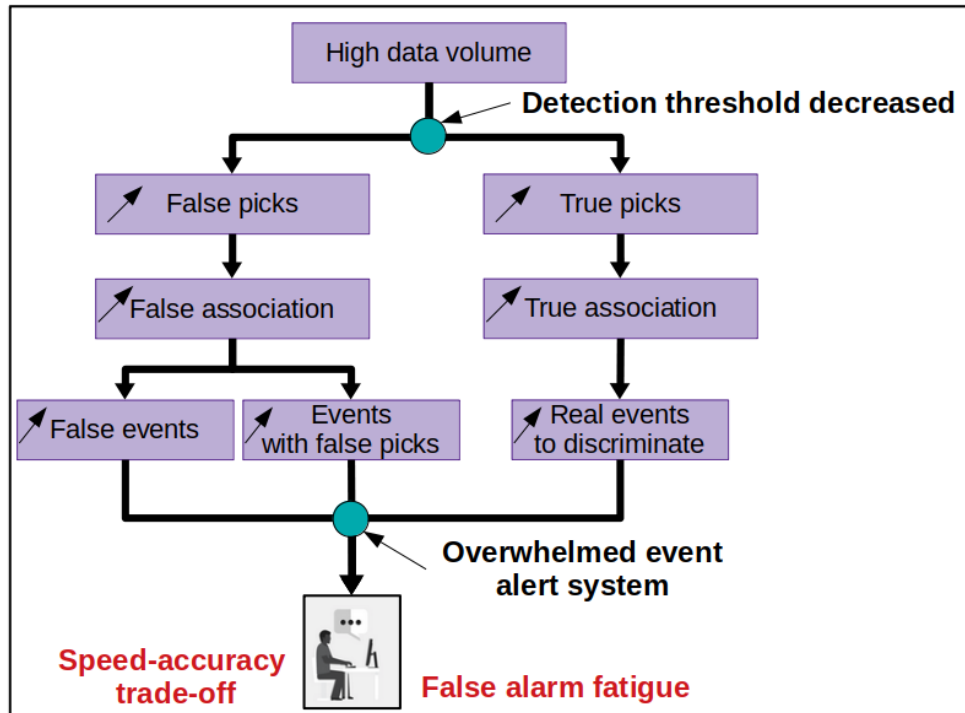 High data volume
Detection threshold decreased
False picks
True picks
False association
True association
False events
Events
with false picks
Real events
to discriminate
Overwhelmed event
alert system
Speed-accuracy
trade-off
False alarm fatigue